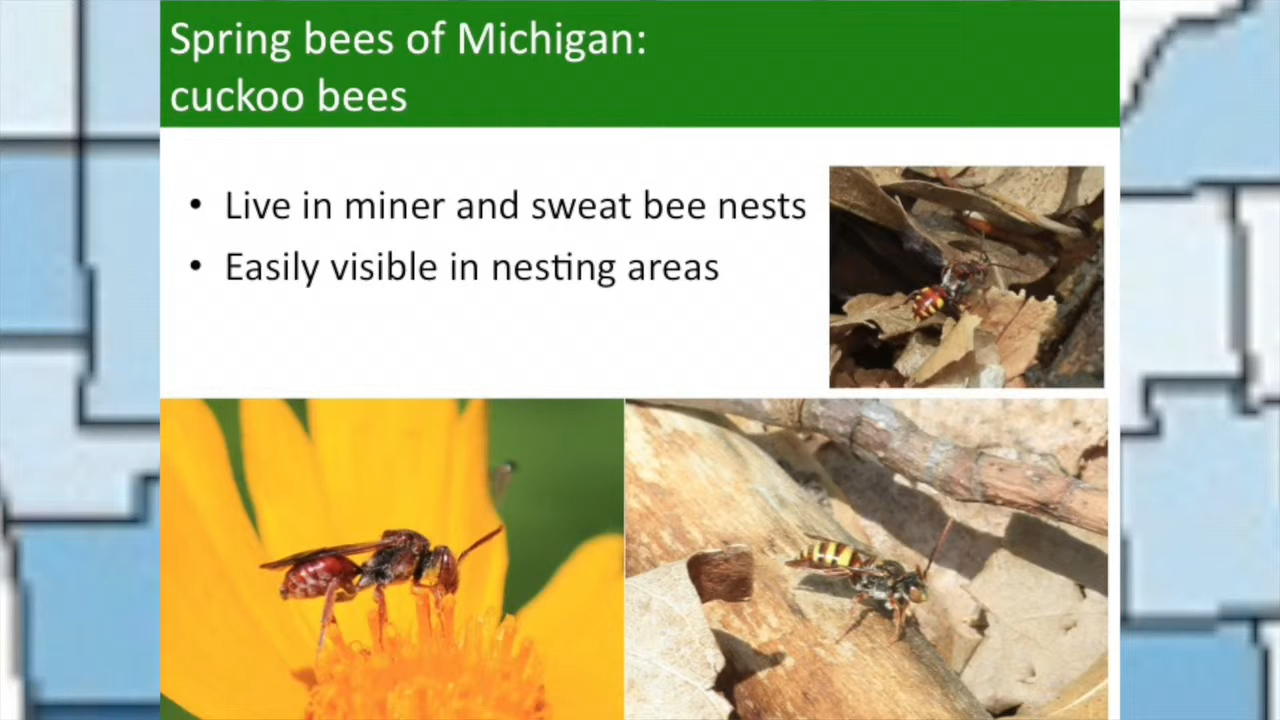 Spring bees of Michigan:
cuckoo bees
• Live in miner and sweat bee nests
• Easily visible in nesting areas